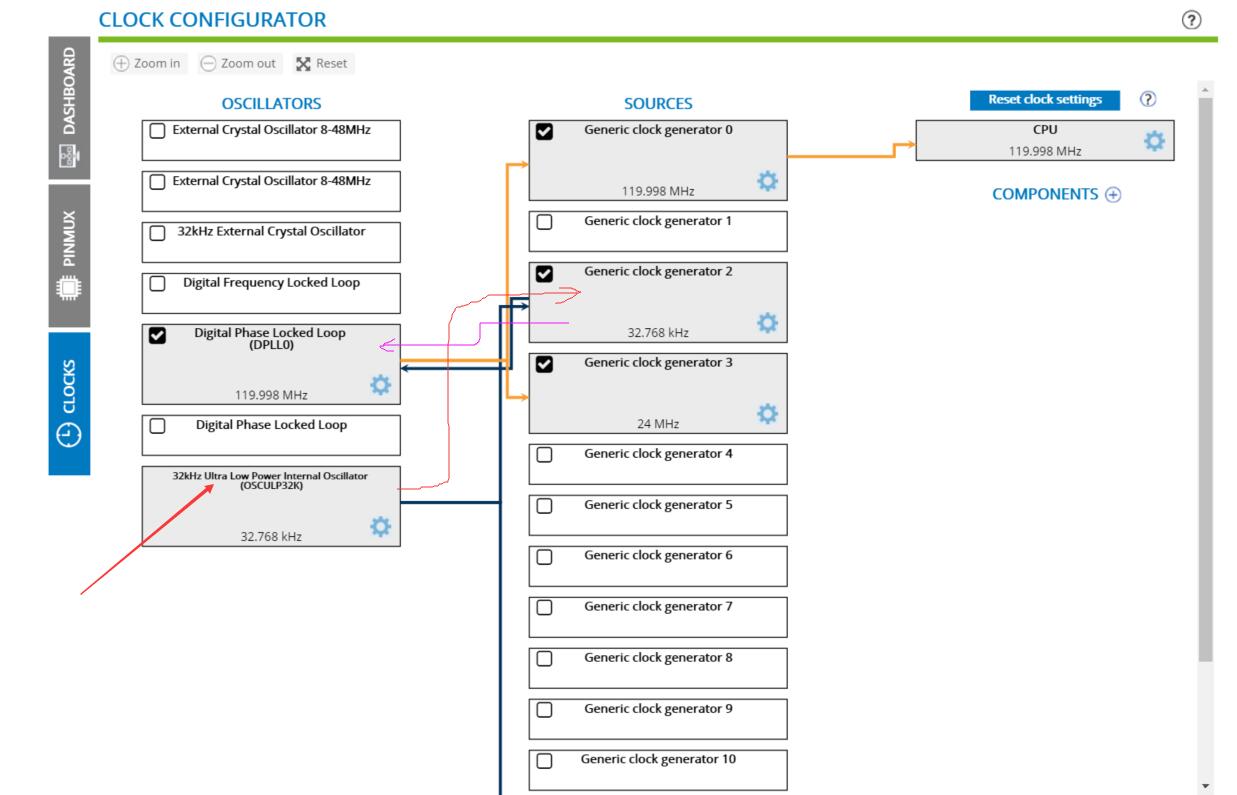 CLOCK CONFIGURATOR
?
DASHBOARD
PINMUX
CLOCKS
Zoom in
Zoom out
Reset
OSCILLATORS
External Crystal Oscillator 8-48MHz
External Crystal Oscillator 8-48MHz
32kHz External Crystal Oscillator
Digital Frequency Locked Loop
Digital Phase Locked Loop
(DPLL0)
119.998 MHz
Digital Phase Locked Loop
32kHz Ultra Low Power Internal Oscillator
(OSCULP32K)
32.768 kHz
SOURCES
Generic clock generator 0
119.998 MHz
Generic clock generator 1
Generic clock generator 2
32.768 kHz
Generic clock generator 3
24 MHz
Generic clock generator 4
Generic clock generator 5
Generic clock generator 6
Generic clock generator 7
Generic clock generator 8
Generic clock generator 9
Generic clock generator 10
Reset clock settings
?
CPU
119.998 MHz
COMPONENTS